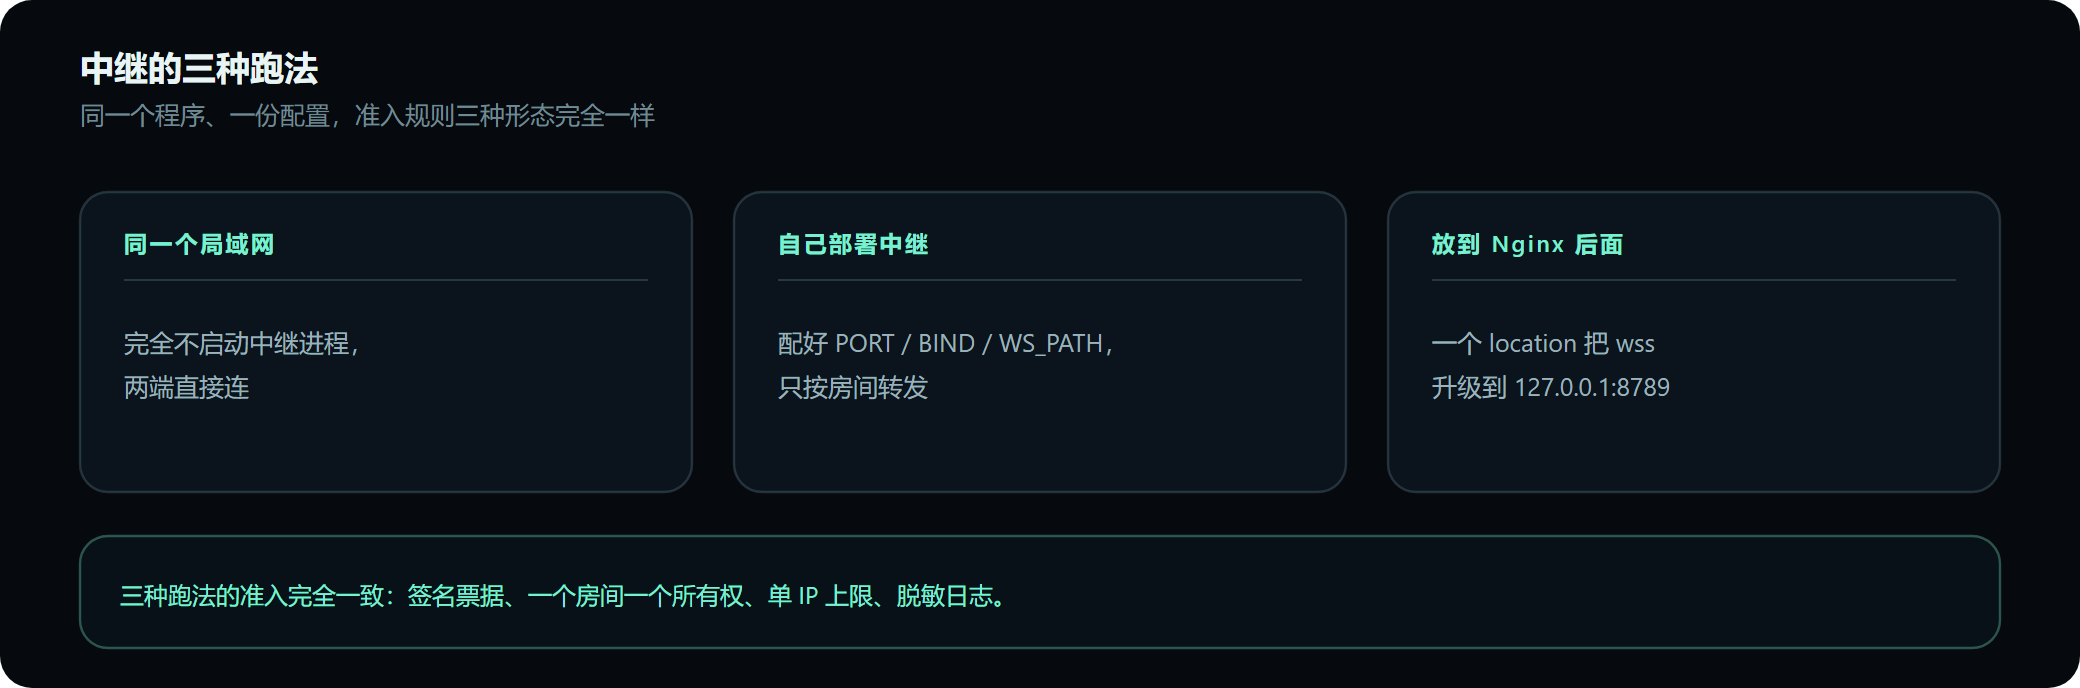 中继的三种跑法
同一个程序、一份配置，准入规则三种形态完全一样
同一个局域网
完全不启动中继进程，
两端直接连
自己部署中继
配好 PORT / BIND / WS_PATH，
只按房间转发
放到 Nginx 后面
一个 location 把 wss
升级到 127.0.0.1:8789
三种跑法的准入完全一致：签名票据、一个房间一个所有权、单 IP 上限、脱敏日志。